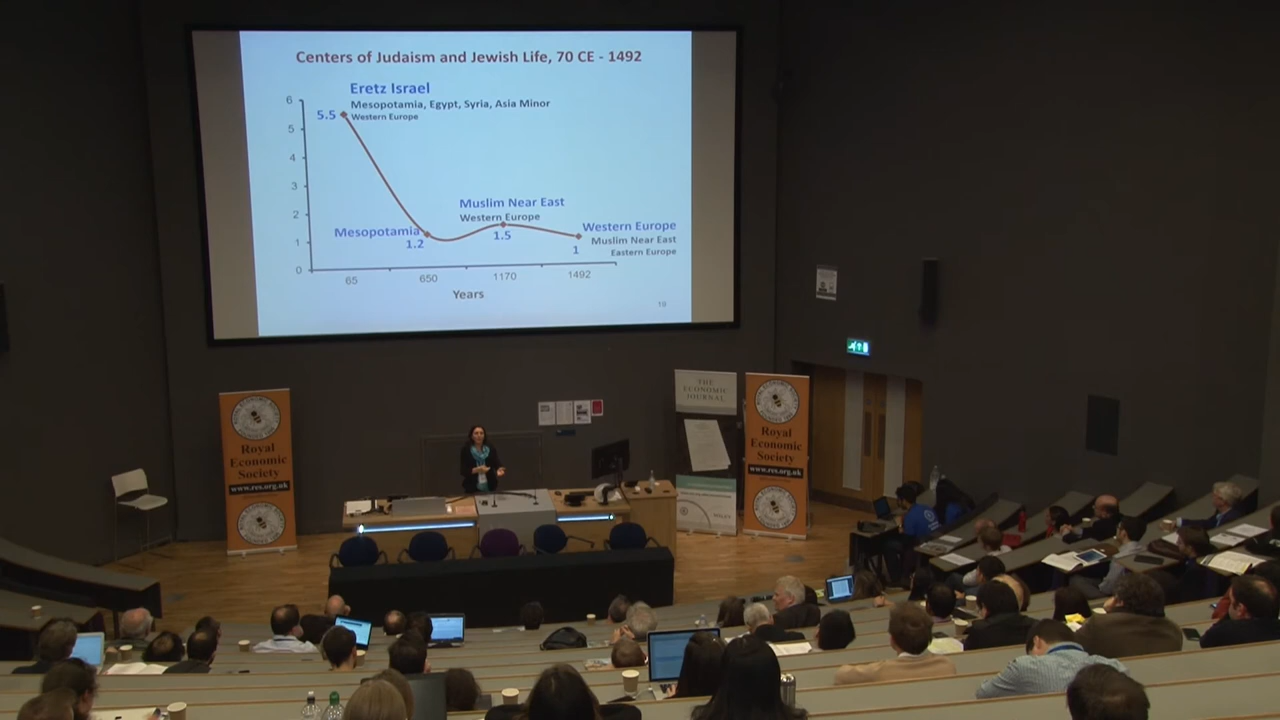 Centers of Judaism and Jewish Life, 70 CE - 1492
Eretz Israel
Mesopotamia, Egypt, Syria, Asia Minor
Western Europe
6
5
4
3
2
1
0
5.5
Mesopotamia
1.2
Muslim Near East
Western Europe
1.5
Western Europe
1
Muslim Near East
Eastern Europe
65
650
1170
1492
Years
19
Royal
Economic
Society
www.res.org.uk
THE
ECONOMIC
JOURNAL
Royal
Economic
Society
www.res.org.uk